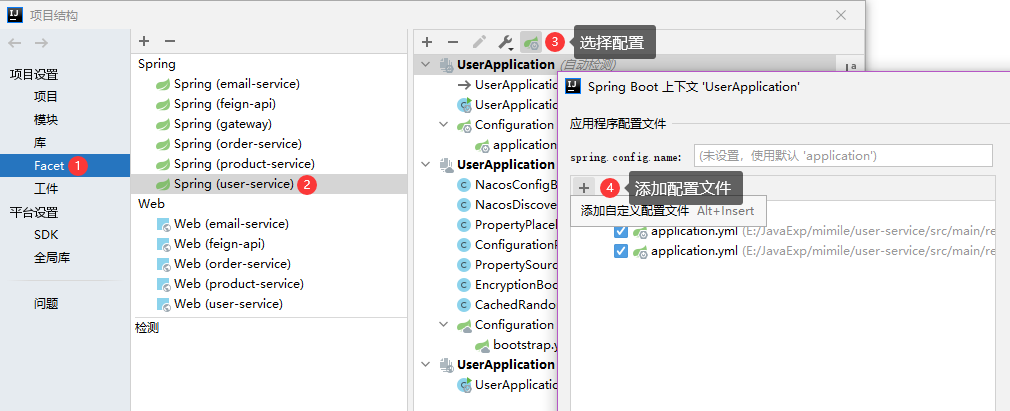 项目结构
项目设置
项目
模块
库
Facet 1
工件
平台设置
SDK
全局库
问题
Spring
Spring (email-service)
Spring (feign-api)
Spring (gateway)
Spring (order-service)
Spring (product-service)
Spring (user-service) 2
Web
Web (email-service)
Web (feign-api)
Web (order-service)
Web (product-service)
Web (user-service)
检测
3 选择配置
UserApplication (自动检测)
UserApplicatio
UserApplicatio
Configuration
application
UserApplication
NacosConfigB
NacosDiscove
PropertyPlacel
ConfigurationP
PropertySourc
EncryptionBoo
CachedRando
Configuration
bootstrap.y
UserApplication
UserApplicatio
Spring Boot 上下文 'UserApplication'
应用程序配置文件
spring.config.name: (未设置，使用默认 'application')
4 添加配置文件
添加自定义配置文件 Alt+Insert
application.yml (E:/JavaExp/mimile/user-service/src/main/re
application.yml (E:/JavaExp/mimile/user-service/src/main/re